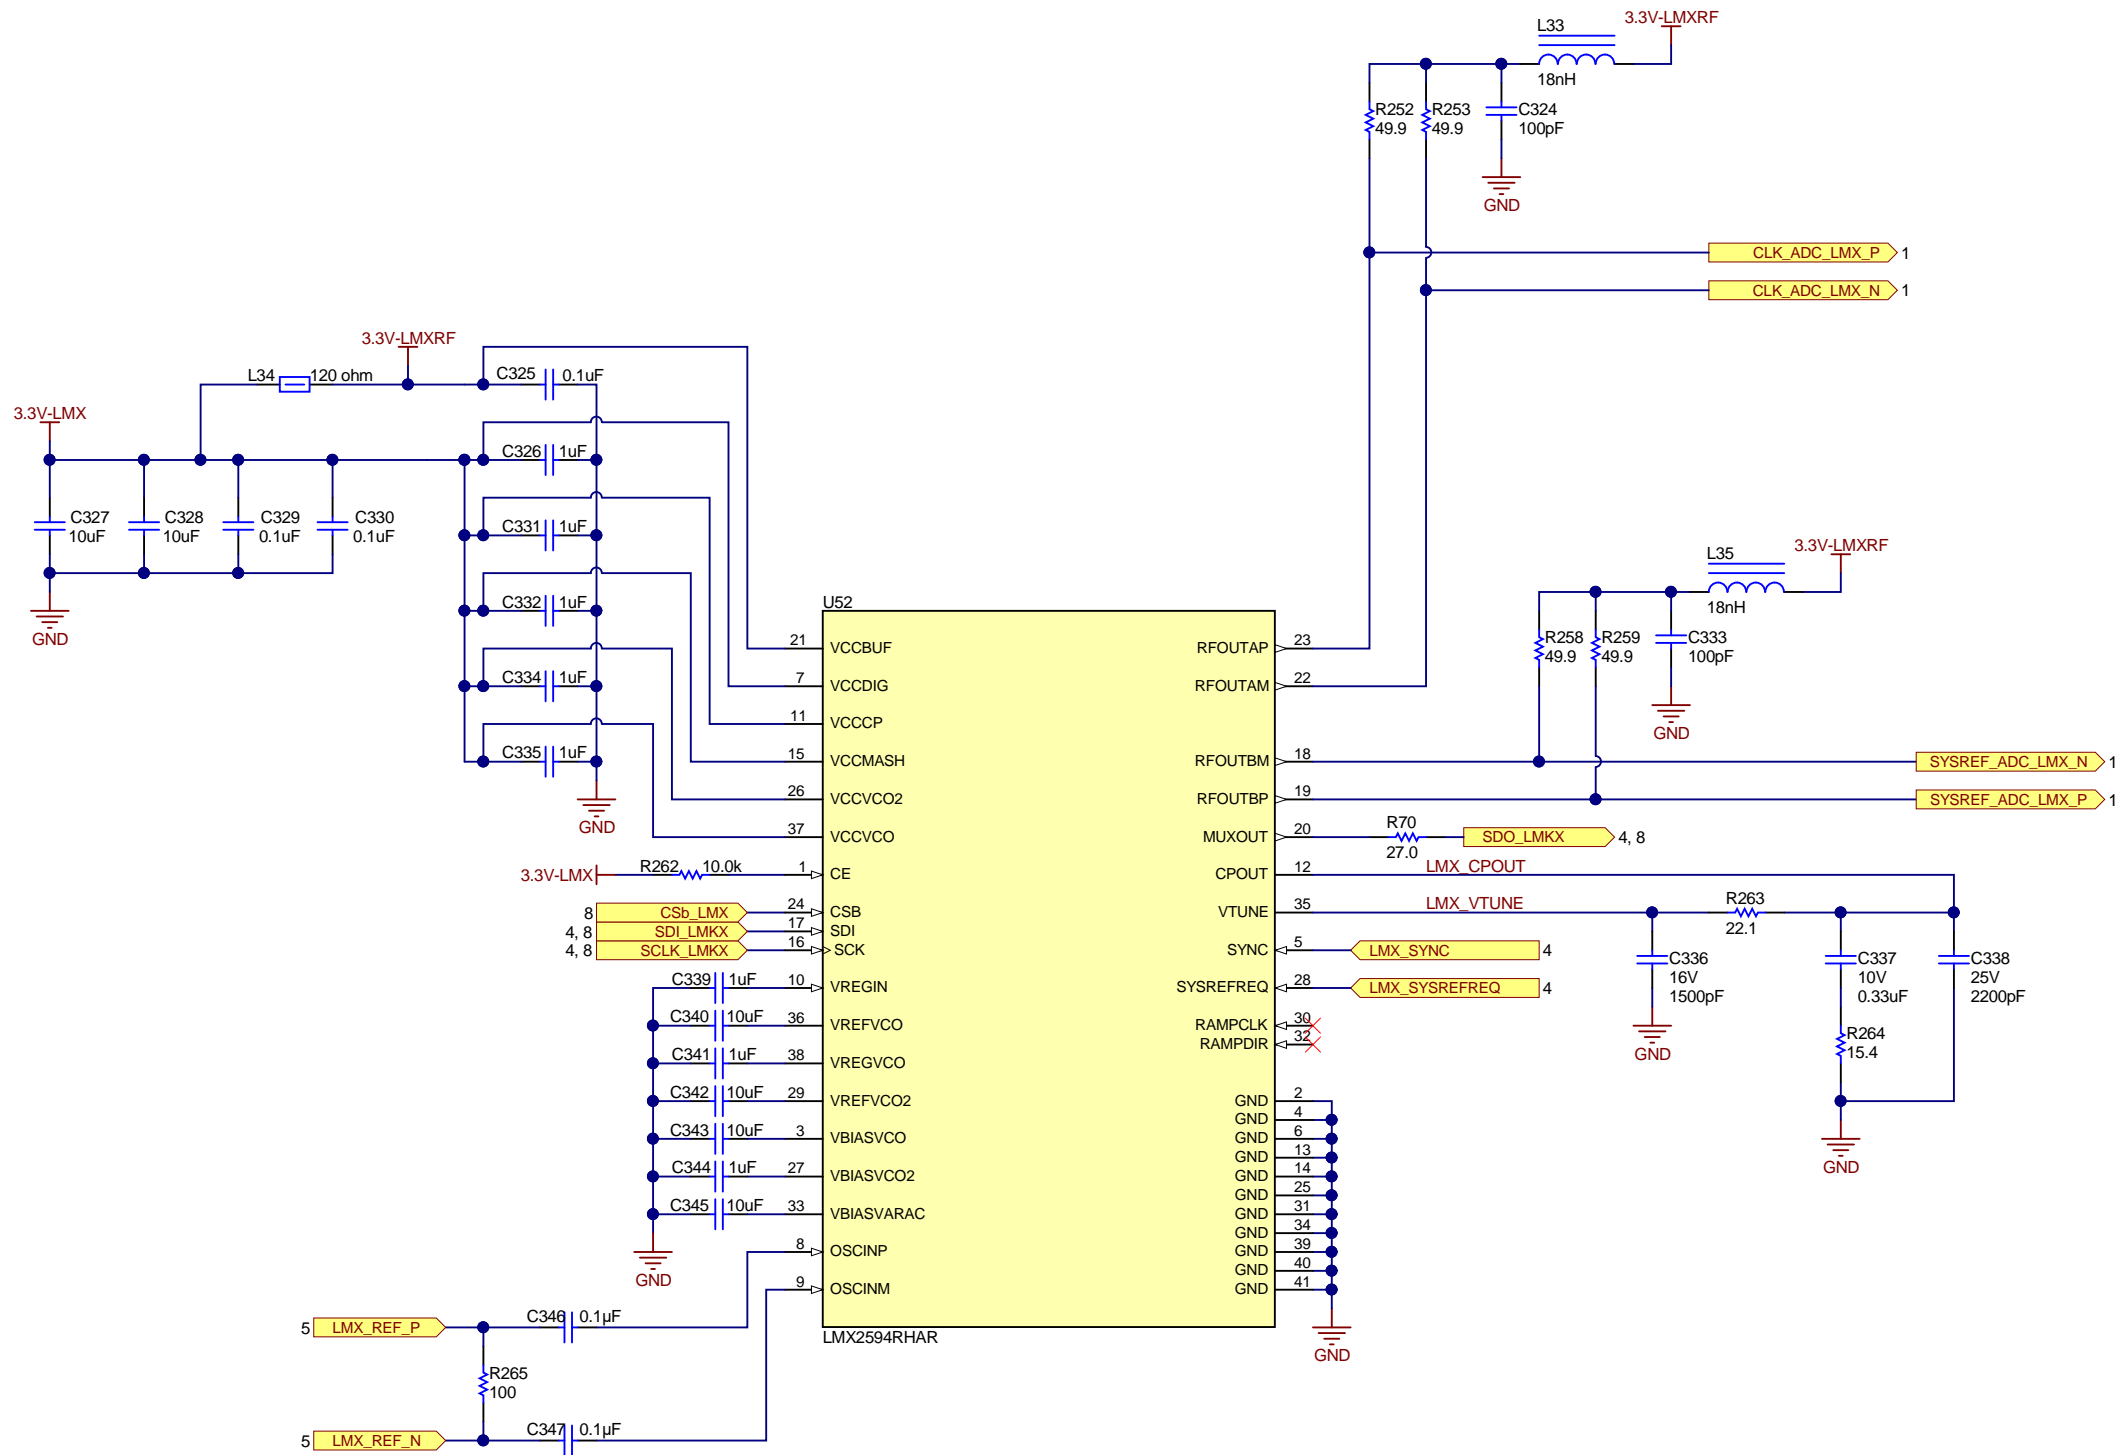 L33
3.3V-LMXRF
18nH
R252
49.9
R253
49.9
C324
100pF
GND
CLK_ADC_LMX_P 1
CLK_ADC_LMX_N 1
3.3V-LMXRF
L34 120 ohm
C325 0.1uF
3.3V-LMX
C326 1uF
C327
10uF
C328
10uF
C329
0.1uF
C330
0.1uF
GND
C331 1uF
C332 1uF
C334 1uF
C335 1uF
GND
L35
3.3V-LMXRF
18nH
R258
49.9
R259
49.9
C333
100pF
GND
U52
21 VCCBUF
7 VCCDIG
11 VCCCP
15 VCCMASH
26 VCCVCO2
37 VCCVCO
3.3V-LMX R262 10.0k 1 CE
8 CSb_LMX 24 CSB
4, 8 SDI_LMKX 17 SDI
4, 8 SCLK_LMKX 16 SCK
C339 1uF 10 VREGIN
C340 10uF 36 VREFVCO
C341 1uF 38 VREGVCO
C342 10uF 29 VREFVCO2
C343 10uF 3 VBIASVCO
C344 1uF 27 VBIASVCO2
C345 10uF 33 VBIASVARAC
GND
8 OSCINP
9 OSCINM
RFOUTAP 23
RFOUTAM 22
RFOUTBM 18
SYSREF_ADC_LMX_N 1
RFOUTBP 19
SYSREF_ADC_LMX_P 1
MUXOUT 20
R70
27.0
SDO_LMKX 4, 8
CPOUT 12 LMX_CPOUT
VTUNE 35 LMX_VTUNE
R263
22.1
SYNC 5 LMX_SYNC 4
C336
16V
1500pF
GND
C337
10V
0.33uF
C338
25V
2200pF
SYSREFREQ 28 LMX_SYSREFREQ 4
RAMPCLK 30
RAMPDIR 32
R264
15.4
GND
GND 2
GND 4
GND 6
GND 13
GND 14
GND 25
GND 31
GND 34
GND 39
GND 40
GND 41
GND
LMX2594RHAR
5 LMX_REF_P C346 0.1µF
R265
100
5 LMX_REF_N C347 0.1µF